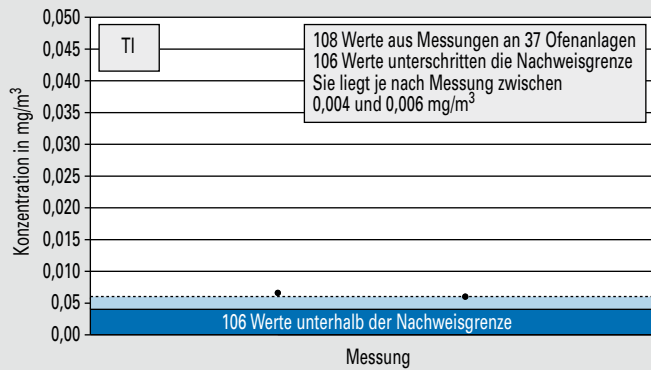 0,050
0,045
0,040
0,035
0,030
0,025
0,020
0,015
0,010
0,05
0,00
Konzentration in mg/m³
Tl
108 Werte aus Messungen an 37 Ofenanlagen
106 Werte unterschritten die Nachweisgrenze
Sie liegt je nach Messung zwischen
0,004 und 0,006 mg/m³
106 Werte unterhalb der Nachweisgrenze
Messung